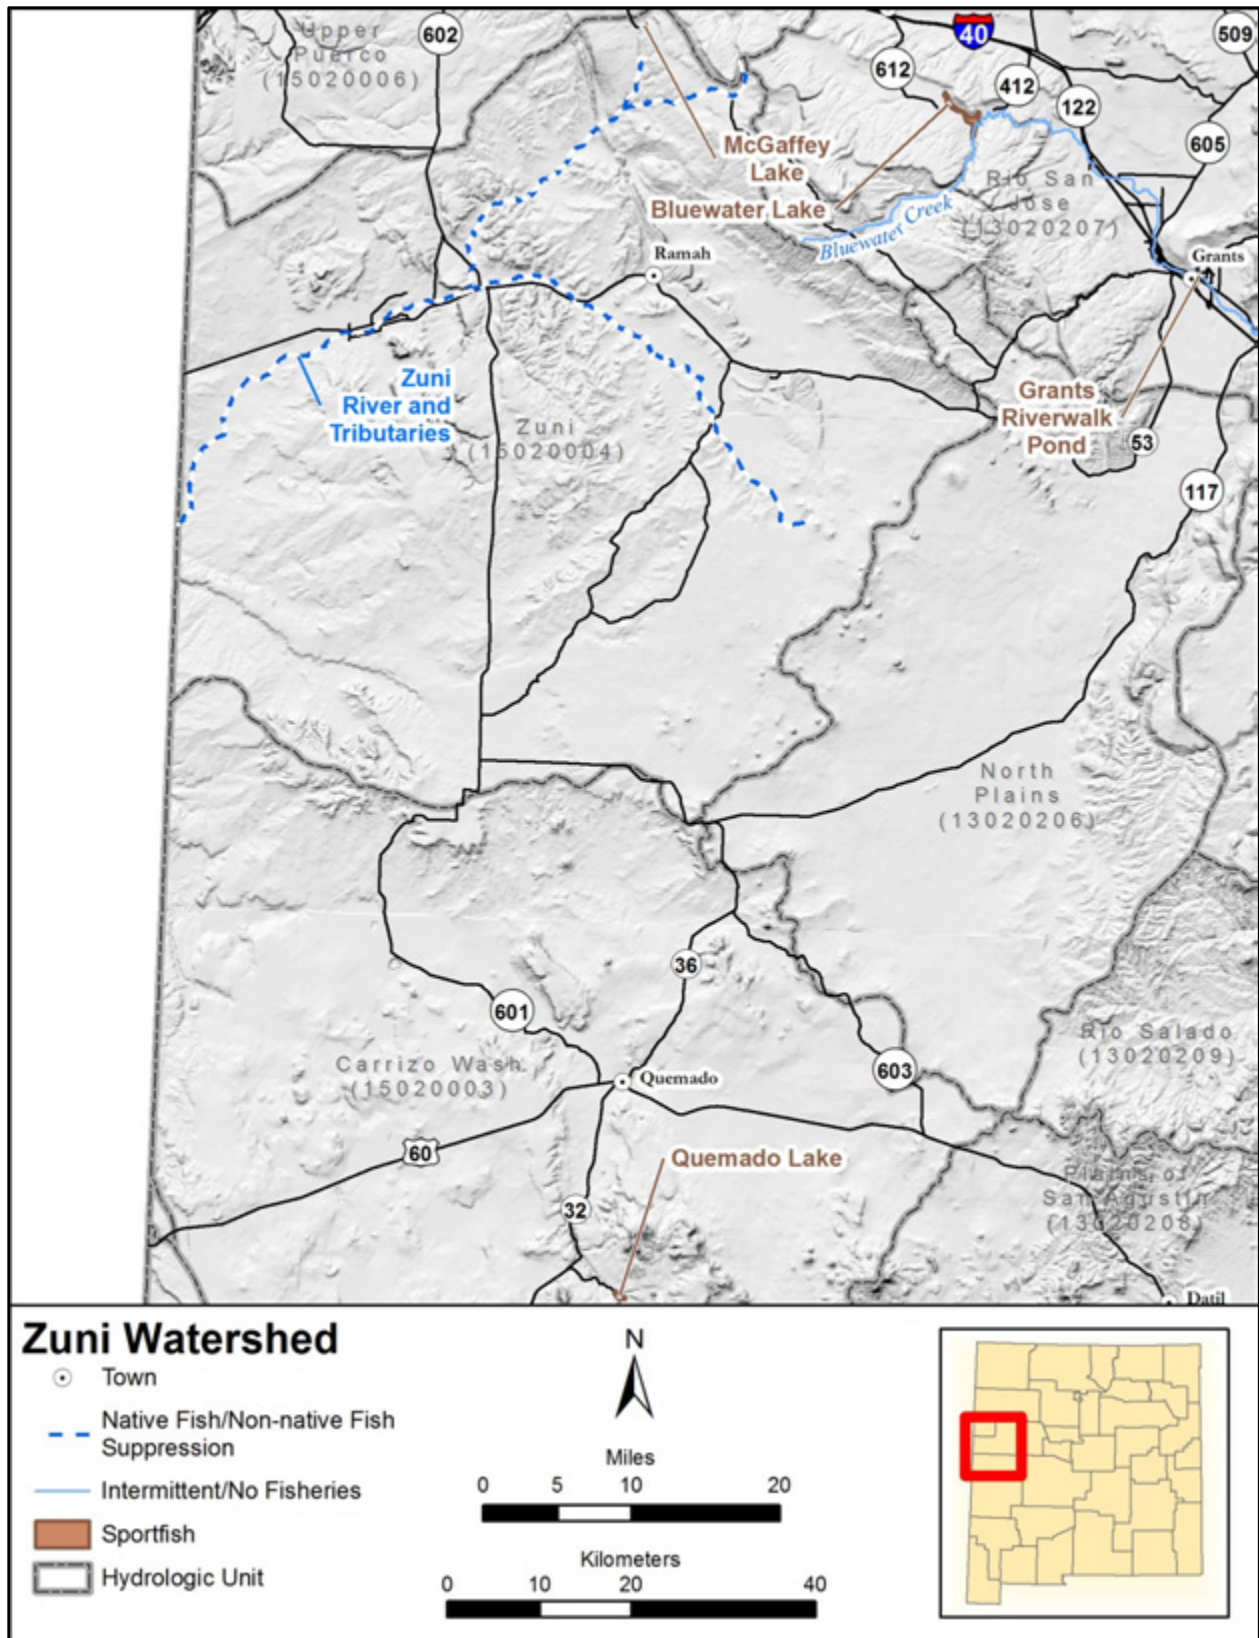 Upper
Puerco
(15020006)
602
40
509
612
412
122
605
McGaffey
Lake
Bluewater Lake
Rio San
Jose
(13020207)
Bluewater Creek
Ramah
Grants
Zuni
River and
Tributaries
Zuni
(15020004)
Grants
Riverwalk
Pond
53
117
North
Plains
(13020206)
36
601
Rio Salado
(13020209)
Carrizo Wash
(15020003)
603
Quemado
60
Quemado Lake
Plains of
San Agustin
(13020208)
32
Datil
Zuni Watershed
Town
Native Fish/Non-native Fish
Suppression
Intermittent/No Fisheries
Sportfish
Hydrologic Unit
N
Miles
0 5 10 20
Kilometers
0 10 20 40